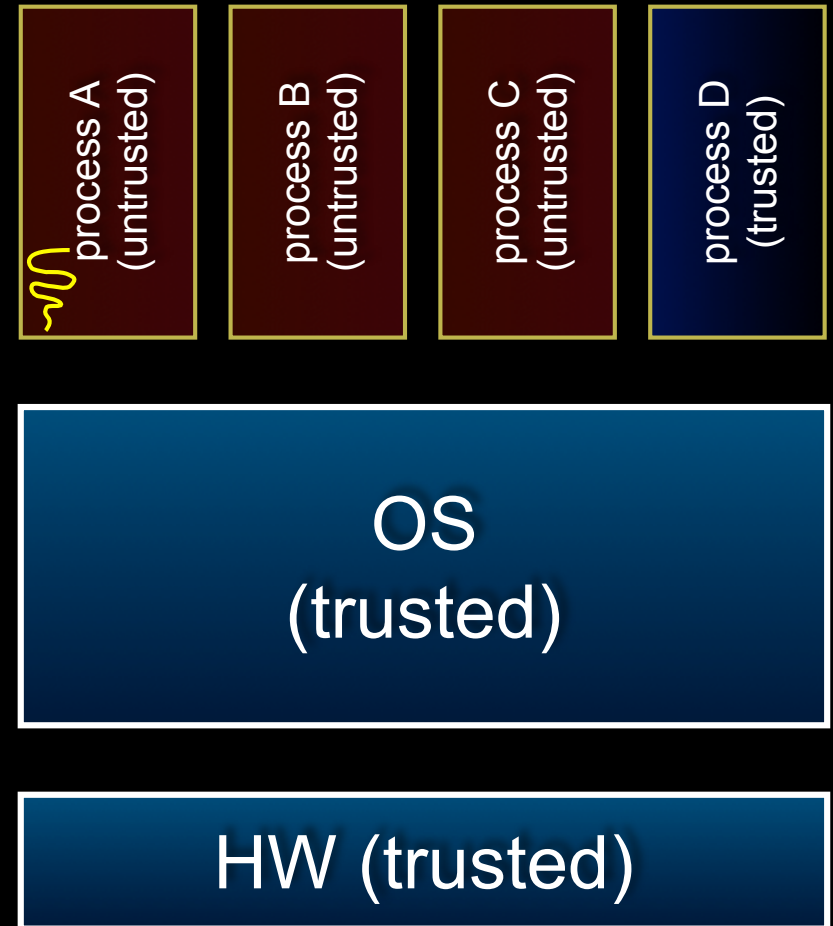 process A
(untrusted)
process B
(untrusted)
process C
(untrusted)
process D
(trusted)
OS
(trusted)
HW (trusted)